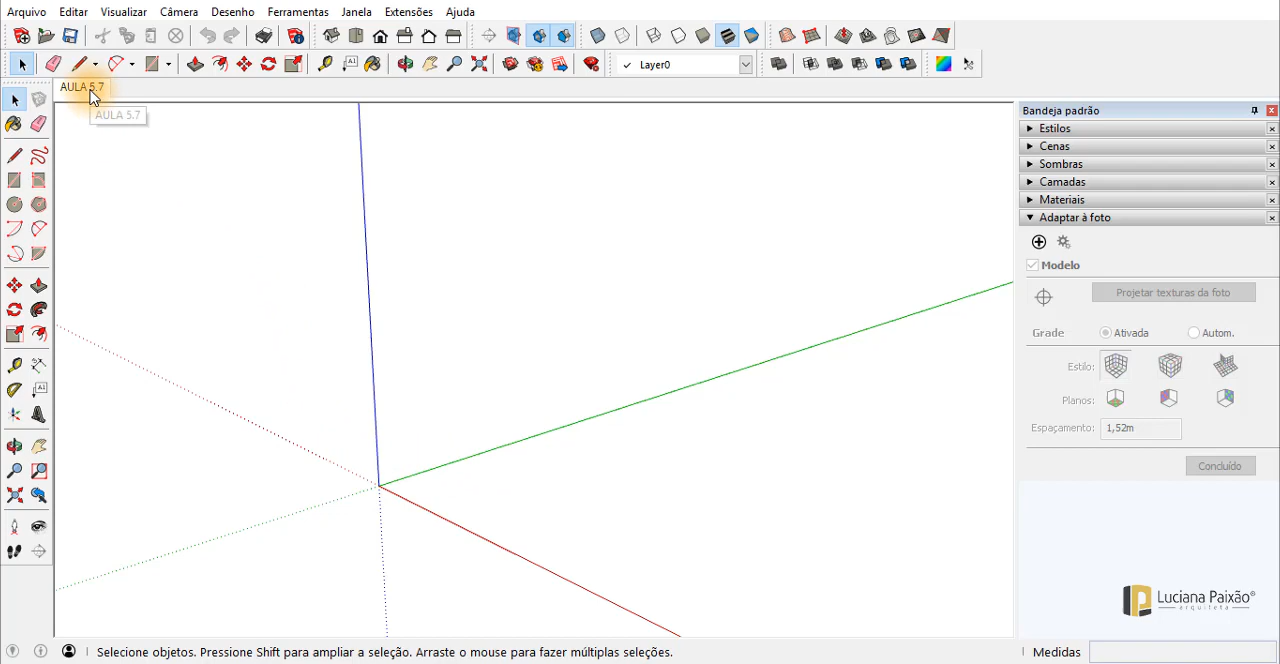 Arquivo Editar Visualizar Câmera Desenho Ferramentas Janela Extensões Ajuda
Layer0
AULA 5.7
AULA 5.7
Bandeja padrão
Estilos
Cenas
Sombras
Camadas
Materiais
Adaptar à foto
Modelo
Projetar texturas da foto
Grade Ativada Autom.
Estilo:
Planos:
Espaçamento: 1,52m
Concluído
Luciana Paixão®
arquiteta
Selecione objetos. Pressione Shift para ampliar a seleção. Arraste o mouse para fazer múltiplas seleções. Medidas